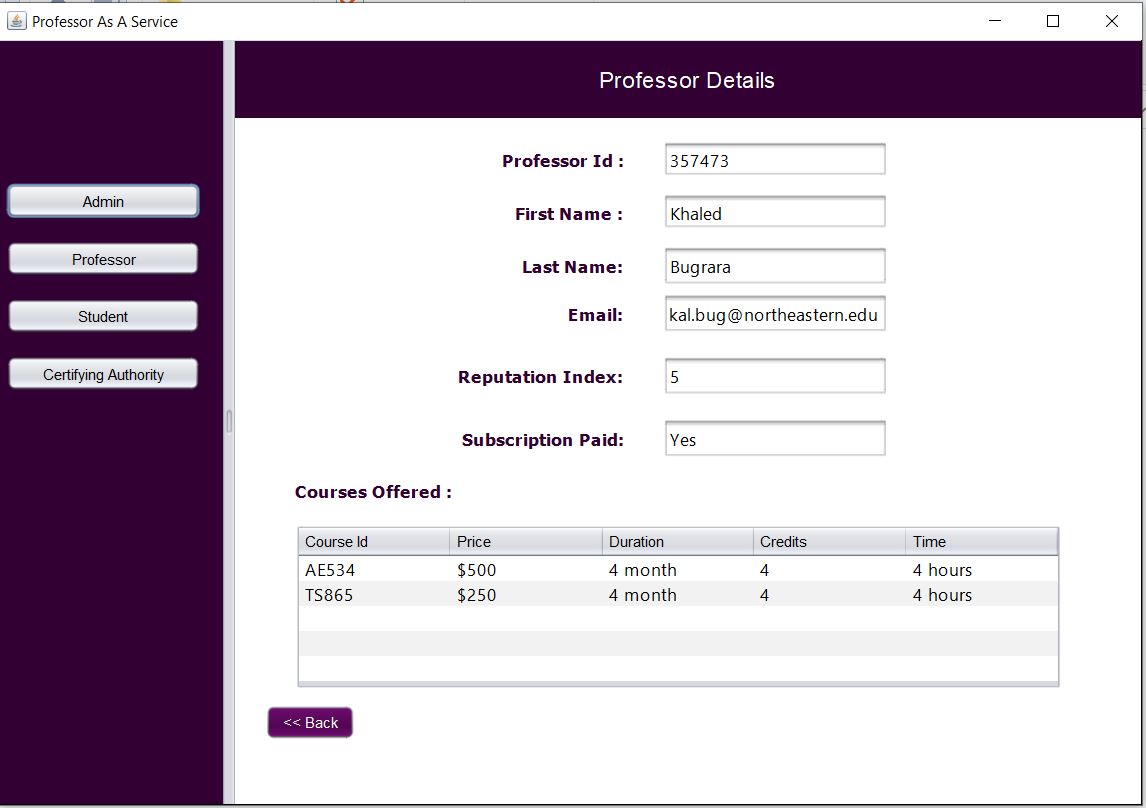 Professor As A Service
Professor Details
Admin
Professor
Student
Certifying Authority
Professor Id : 357473
First Name : Khaled
Last Name: Bugrara
Email: kal.bug@northeastern.edu
Reputation Index: 5
Subscription Paid: Yes
Courses Offered :
Course Id Price Duration Credits Time
AE534 $500 4 month 4 4 hours
TS865 $250 4 month 4 4 hours
<< Back